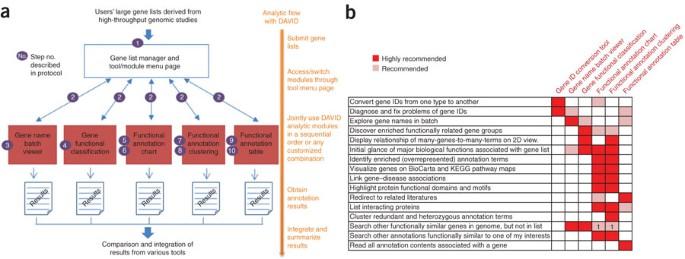 a
Users' large gene lists derived from
high-throughput genomic studies
Analytic flow
with DAVID
No.
Step no.
described
in protocol
1
Gene list manager and
tool/module menu page
Submit gene
lists
Access/switch
modules through
tool menu page
2
2
2
2
2
Jointly use DAVID
analytic modules
in a sequential
order or any
customized
combination
3
Gene name
batch
viewer
4
Gene
functional
classification
5
6
Functional
annotation
chart
7
8
Functional
annotation
clustering
9
10
Functional
annotation
table
Results
Results
Results
Results
Results
Obtain
annotation
results
Integrate and
summarize
results
Comparison and integration of
results from various tools
b
Highly recommended
Recommended
Gene ID conversion tool
Gene name batch viewer
Gene functional classification
Functional annotation chart
Functional annotation clustering
Functional annotation table
Convert gene IDs from one type to another
Diagnose and fix problems of gene IDs
Explore gene names in batch
Discover enriched functionally related gene groups
Display relationship of many-genes-to-many-terms on 2D view.
Initial glance of major biological functions associated with gene list
Identify enriched (overrepresented) annotation terms
Visualize genes on BioCarta and KEGG pathway maps
Link gene–disease associations
Highlight protein functional domains and motifs
Redirect to related literatures
List interacting proteins
Cluster redundant and heterozygous annotation terms
Search other functionally similar genes in genome, but not in list
1 1
Search other annotations functionally similar to one of my interests
Read all annotation contents associated with a gene